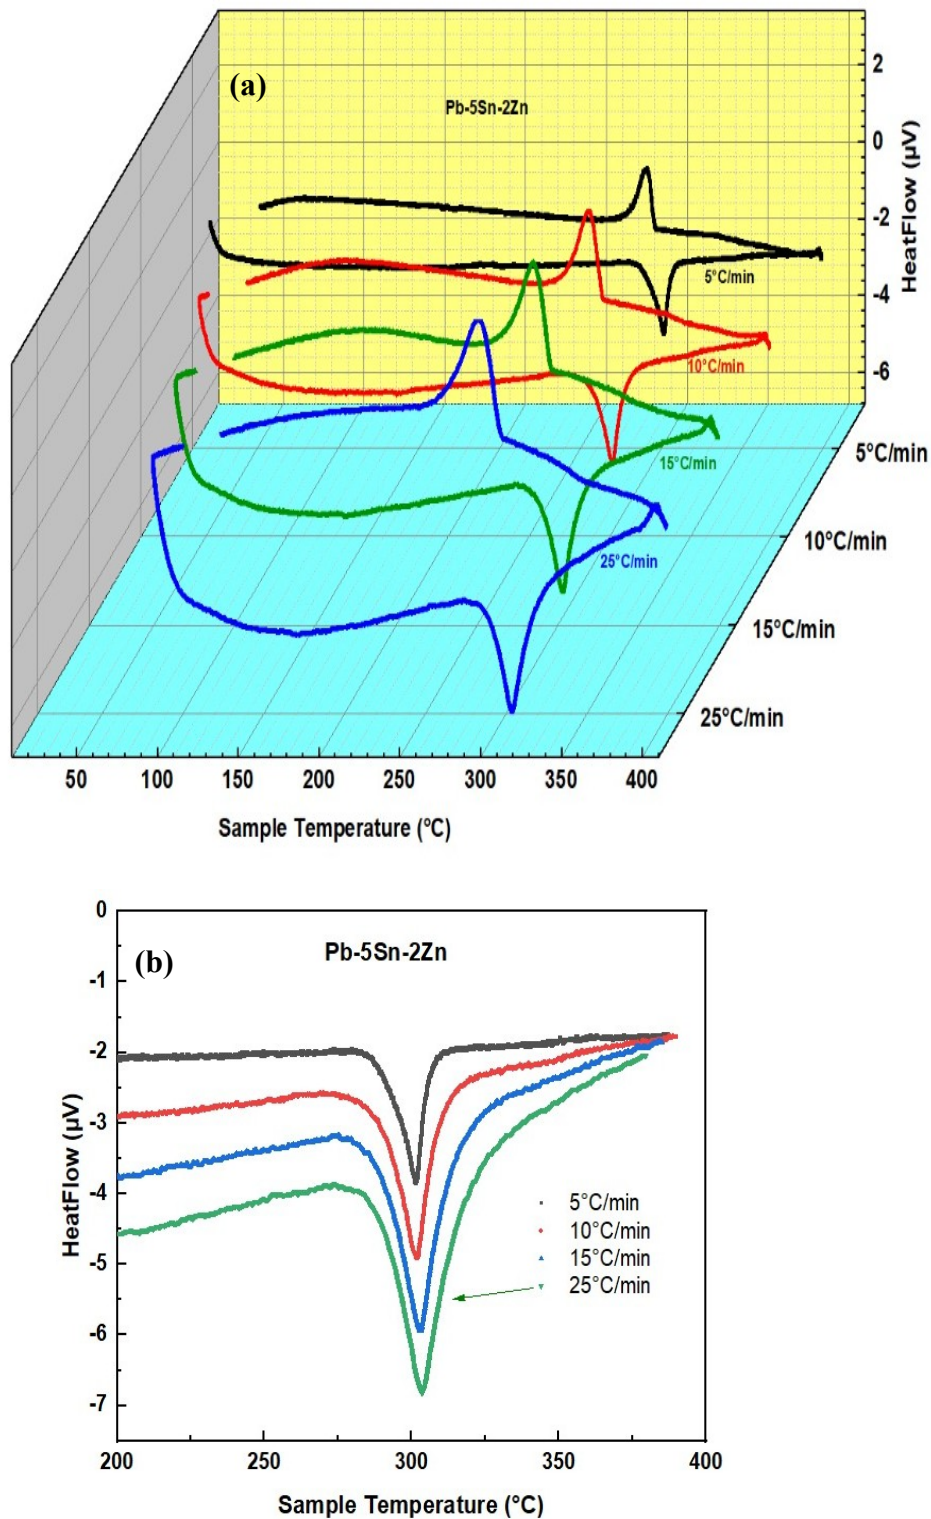 (a)
Pb-5Sn-2Zn
2
0
-2
-4
-6
HeatFlow (µV)
5°C/min
10°C/min
15°C/min
25°C/min
5°C/min
10°C/min
15°C/min
25°C/min
50 100 150 200 250 300 350 400
Sample Temperature (°C)
(b)
Pb-5Sn-2Zn
0
-1
-2
-3
-4
-5
-6
-7
HeatFlow (µV)
5°C/min
10°C/min
15°C/min
25°C/min
200 250 300 350 400
Sample Temperature (°C)